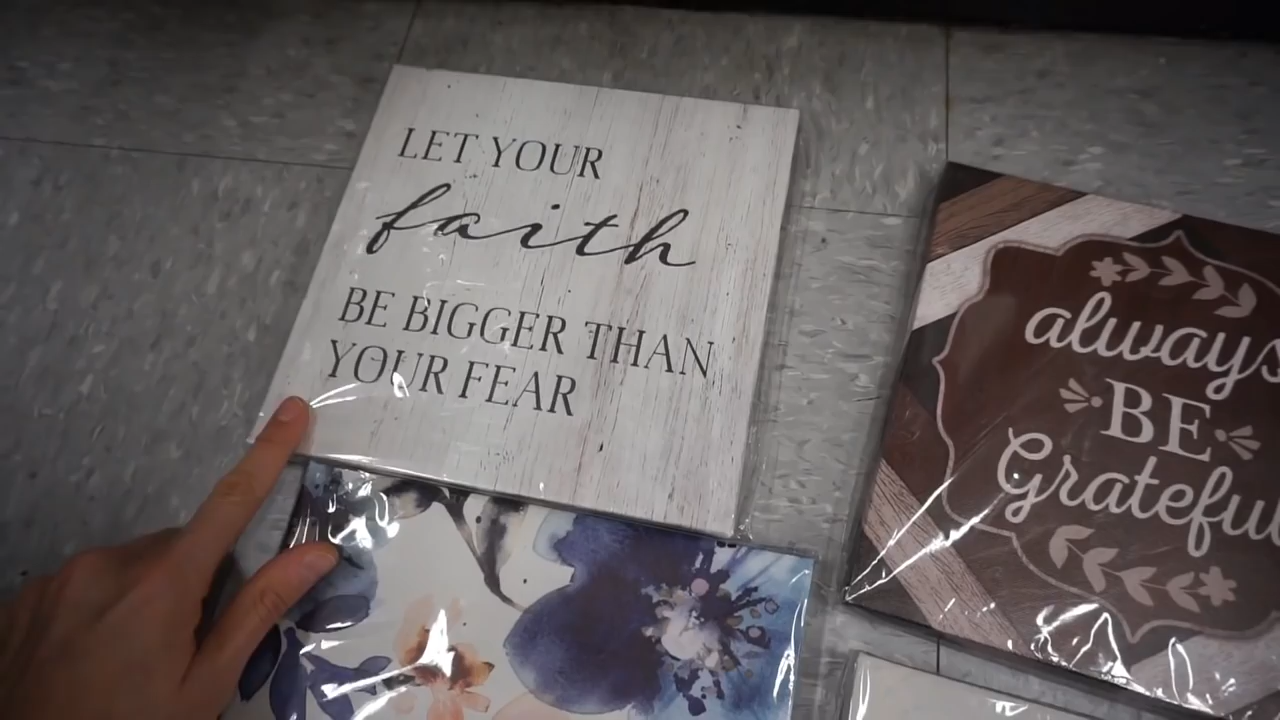 LET YOUR
faith
BE BIGGER THAN
YOUR FEAR
always
BE
Grateful